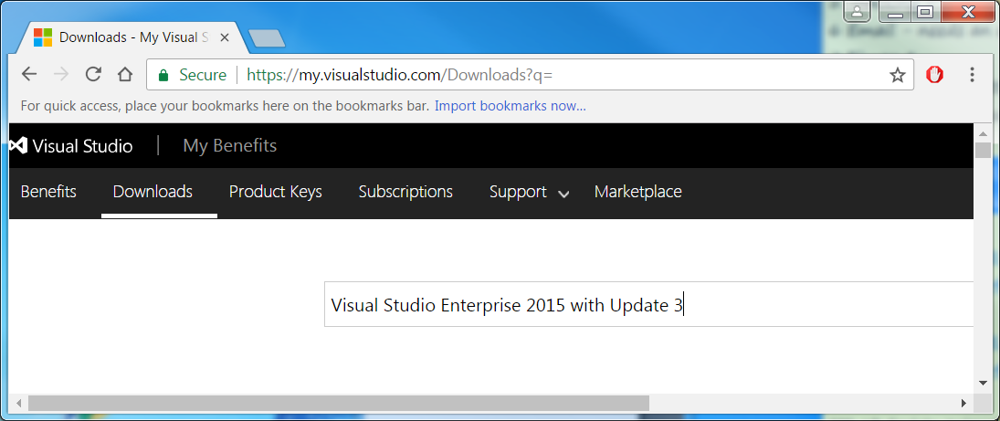 Downloads - My Visual S
Secure https://my.visualstudio.com/Downloads?q=
For quick access, place your bookmarks here on the bookmarks bar. Import bookmarks now...
Visual Studio | My Benefits
Benefits Downloads Product Keys Subscriptions Support Marketplace
Visual Studio Enterprise 2015 with Update 3